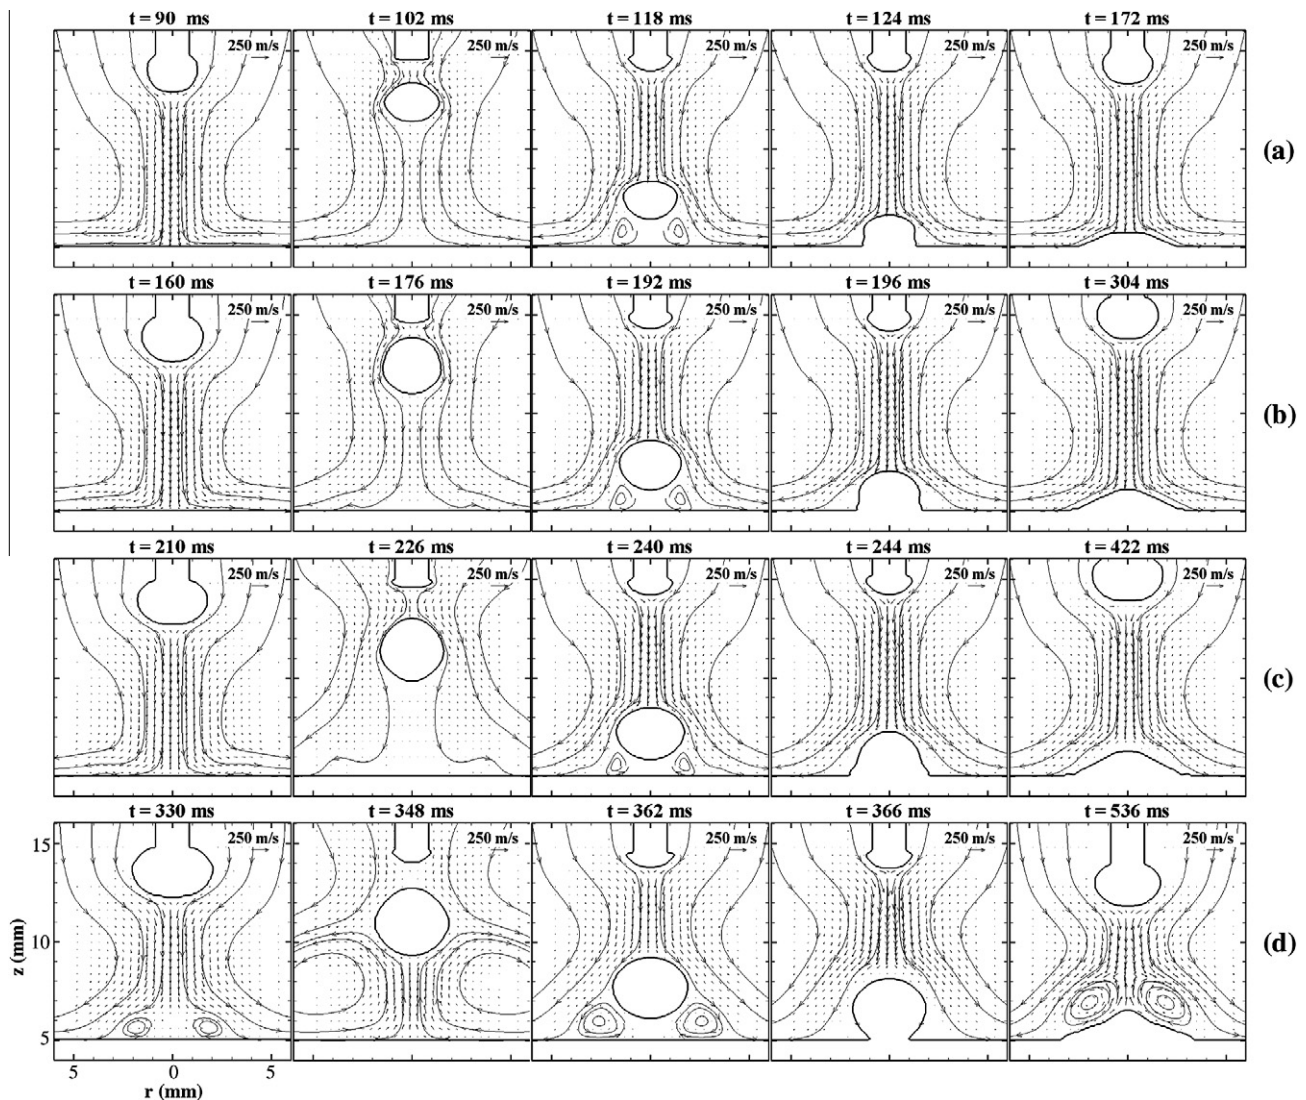 t = 90 ms t = 102 ms t = 118 ms t = 124 ms t = 172 ms
250 m/s 250 m/s 250 m/s 250 m/s 250 m/s
(a)
t = 160 ms t = 176 ms t = 192 ms t = 196 ms t = 304 ms
250 m/s 250 m/s 250 m/s 250 m/s 250 m/s
(b)
t = 210 ms t = 226 ms t = 240 ms t = 244 ms t = 422 ms
250 m/s 250 m/s 250 m/s 250 m/s 250 m/s
(c)
t = 330 ms t = 348 ms t = 362 ms t = 366 ms t = 536 ms
15 250 m/s 250 m/s 250 m/s 250 m/s 250 m/s
z (mm)
10
(d)
5
5 0 5
r (mm)